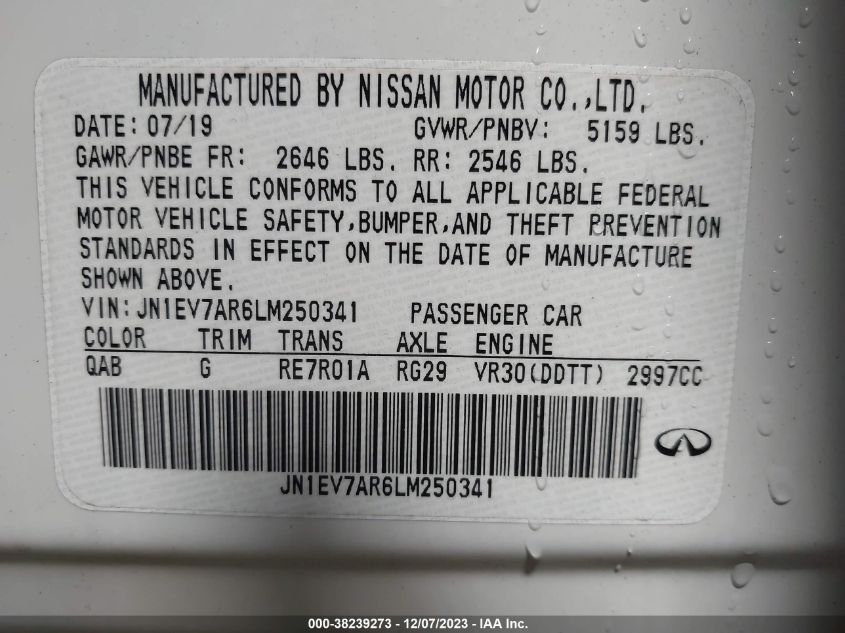 MANUFACTURED BY NISSAN MOTOR CO.,LTD.
DATE: 07/19 GVWR/PNBV: 5159 LBS.
GAWR/PNBE FR: 2646 LBS. RR: 2546 LBS.
THIS VEHICLE CONFORMS TO ALL APPLICABLE FEDERAL
MOTOR VEHICLE SAFETY,BUMPER,AND THEFT PREVENTION
STANDARDS IN EFFECT ON THE DATE OF MANUFACTURE
SHOWN ABOVE.
VIN: JN1EV7AR6LM250341 PASSENGER CAR
COLOR TRIM TRANS AXLE ENGINE
QAB G RE7R01A RG29 VR30(DDTT) 2997CC
JN1EV7AR6LM250341
000-38239273 - 12/07/2023 - IAA Inc.